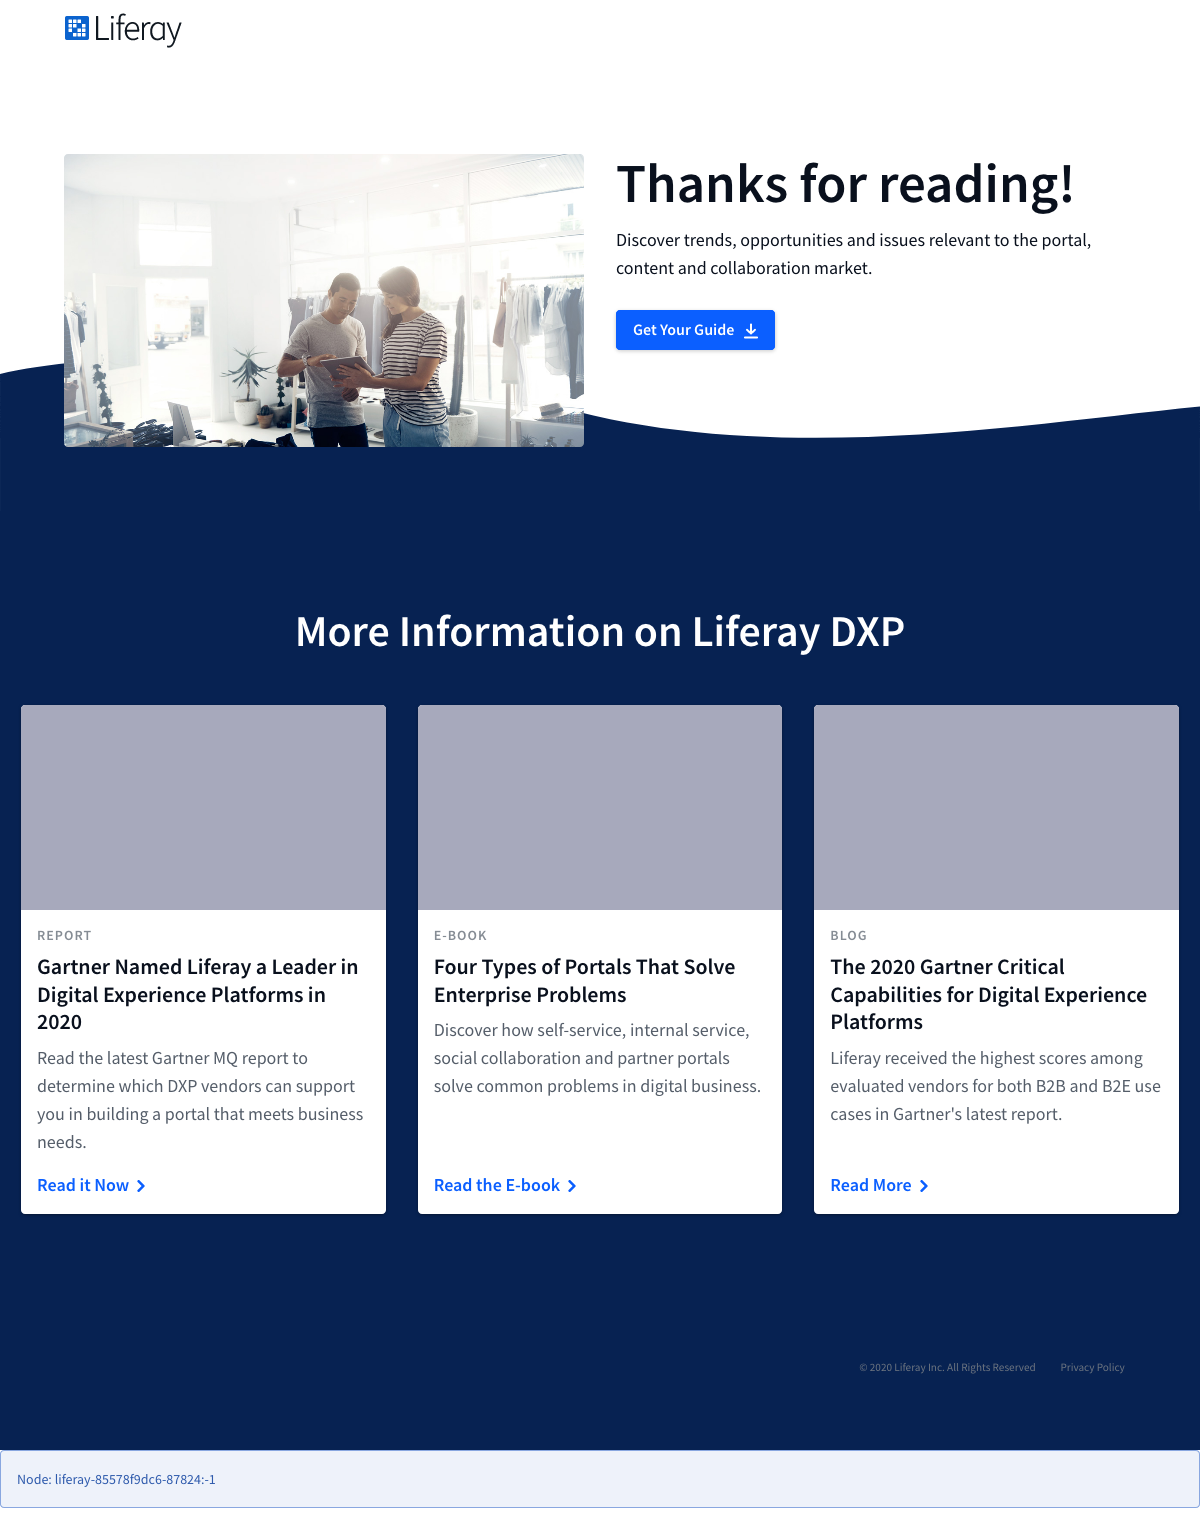 Liferay
Thanks for reading!
Discover trends, opportunities and issues relevant to the portal,
content and collaboration market.
Get Your Guide
More Information on Liferay DXP
REPORT
Gartner Named Liferay a Leader in
Digital Experience Platforms in
2020
Read the latest Gartner MQ report to
determine which DXP vendors can support
you in building a portal that meets business
needs.
Read it Now
E-BOOK
Four Types of Portals That Solve
Enterprise Problems
Discover how self-service, internal service,
social collaboration and partner portals
solve common problems in digital business.
Read the E-book
BLOG
The 2020 Gartner Critical
Capabilities for Digital Experience
Platforms
Liferay received the highest scores among
evaluated vendors for both B2B and B2E use
cases in Gartner's latest report.
Read More
© 2020 Liferay Inc. All Rights Reserved
Privacy Policy
Node: liferay-85578f9dc6-87824:-1